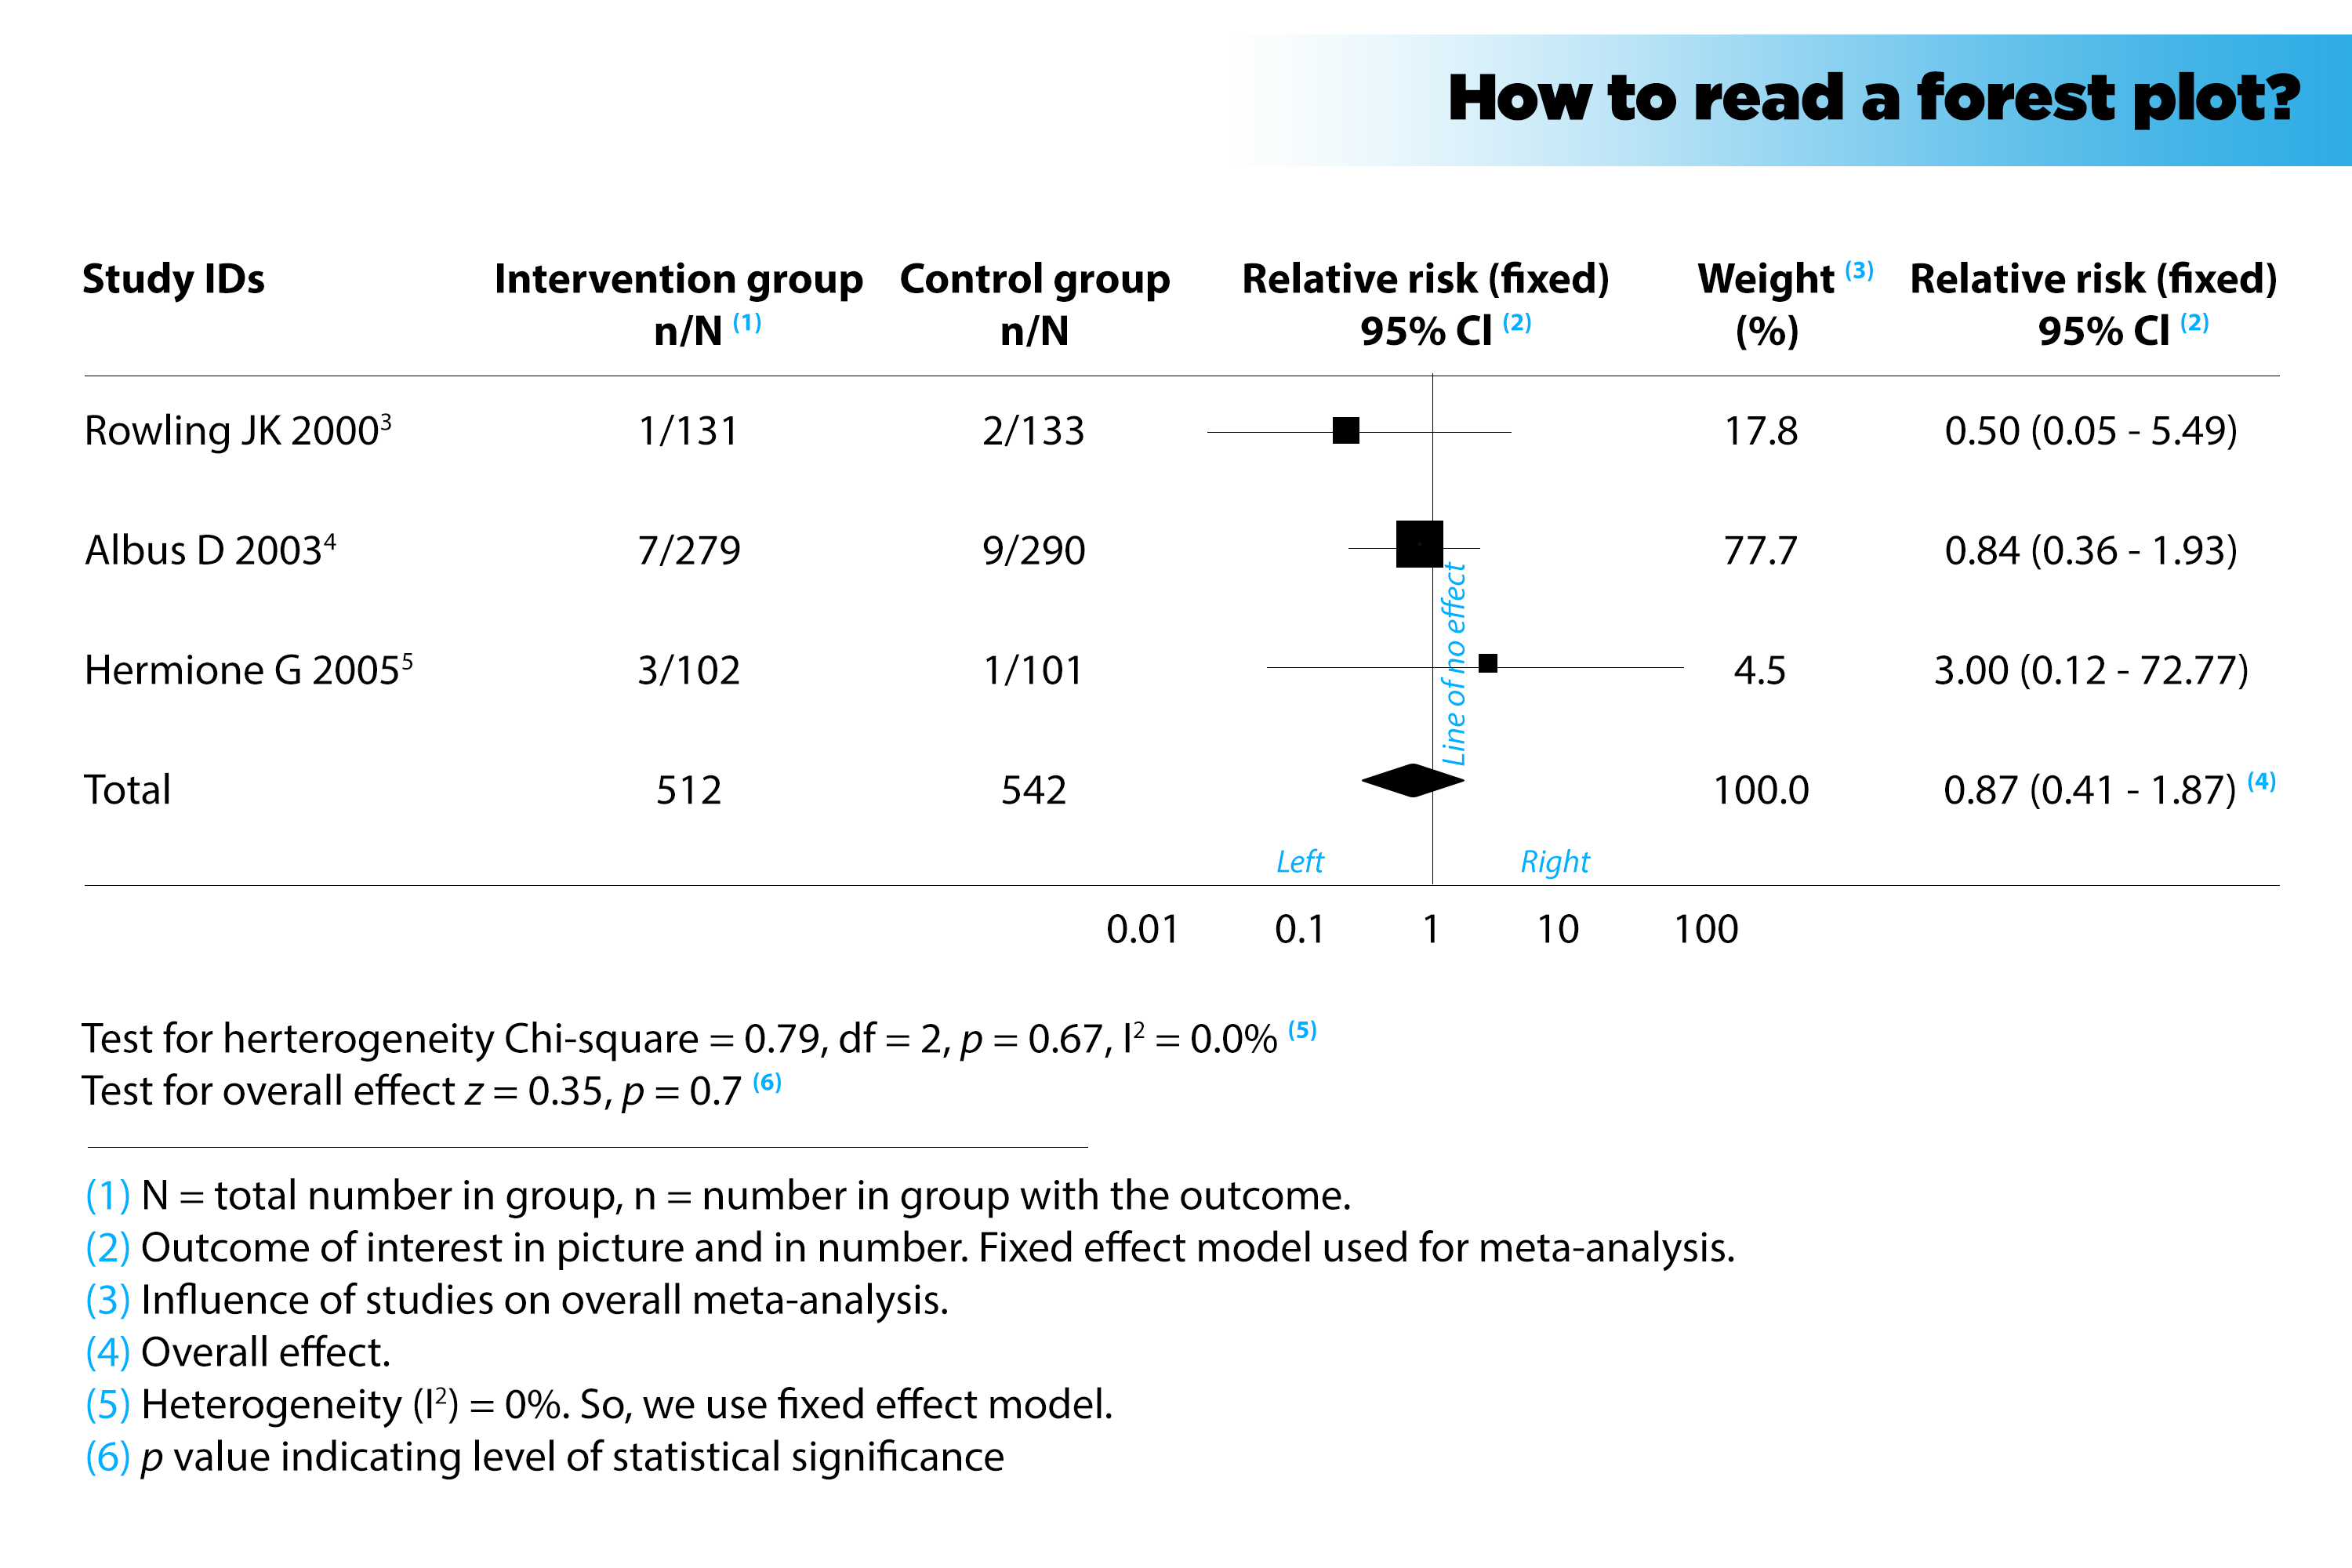 How to read a forest plot?
Study IDs Intervention group Control group Relative risk (fixed) Weight (3) Relative risk (fixed)
n/N (1) n/N 95% CI (2) (%) 95% CI (2)
Rowling JK 2000³ 1/131 2/133 17.8 0.50 (0.05 - 5.49)
Albus D 2003⁴ 7/279 9/290 77.7 0.84 (0.36 - 1.93)
Line of no effect
Hermione G 2005⁵ 3/102 1/101 4.5 3.00 (0.12 - 72.77)
Total 512 542 100.0 0.87 (0.41 - 1.87) (4)
Left Right
0.01 0.1 1 10 100
Test for herterogeneity Chi-square = 0.79, df = 2, p = 0.67, I² = 0.0% (5)
Test for overall effect z = 0.35, p = 0.7 (6)
(1) N = total number in group, n = number in group with the outcome.
(2) Outcome of interest in picture and in number. Fixed effect model used for meta-analysis.
(3) Influence of studies on overall meta-analysis.
(4) Overall effect.
(5) Heterogeneity (I²) = 0%. So, we use fixed effect model.
(6) p value indicating level of statistical significance